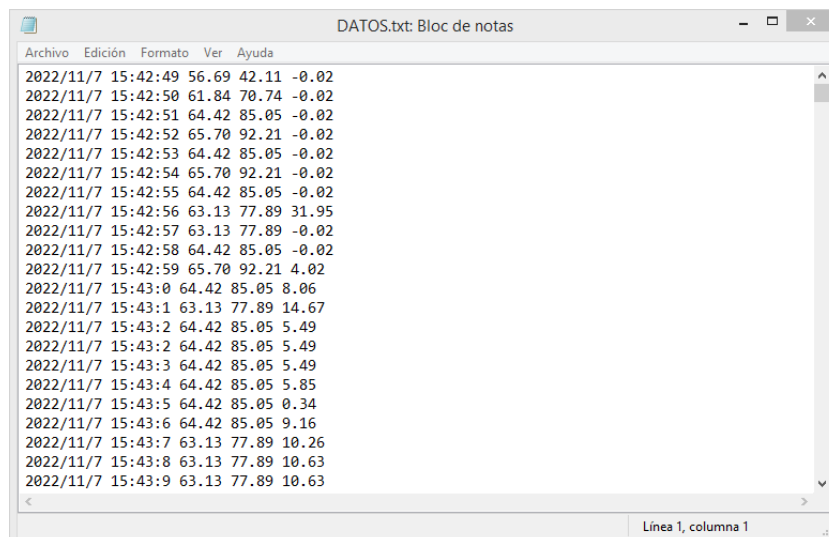 DATOS.txt: Bloc de notas
Archivo Edición Formato Ver Ayuda
2022/11/7 15:42:49 56.69 42.11 -0.02
2022/11/7 15:42:50 61.84 70.74 -0.02
2022/11/7 15:42:51 64.42 85.05 -0.02
2022/11/7 15:42:52 65.70 92.21 -0.02
2022/11/7 15:42:53 64.42 85.05 -0.02
2022/11/7 15:42:54 65.70 92.21 -0.02
2022/11/7 15:42:55 64.42 85.05 -0.02
2022/11/7 15:42:56 63.13 77.89 31.95
2022/11/7 15:42:57 63.13 77.89 -0.02
2022/11/7 15:42:58 64.42 85.05 -0.02
2022/11/7 15:42:59 65.70 92.21 4.02
2022/11/7 15:43:0 64.42 85.05 8.06
2022/11/7 15:43:1 63.13 77.89 14.67
2022/11/7 15:43:2 64.42 85.05 5.49
2022/11/7 15:43:2 64.42 85.05 5.49
2022/11/7 15:43:3 64.42 85.05 5.49
2022/11/7 15:43:4 64.42 85.05 5.85
2022/11/7 15:43:5 64.42 85.05 0.34
2022/11/7 15:43:6 64.42 85.05 9.16
2022/11/7 15:43:7 63.13 77.89 10.26
2022/11/7 15:43:8 63.13 77.89 10.63
2022/11/7 15:43:9 63.13 77.89 10.63
Línea 1, columna 1